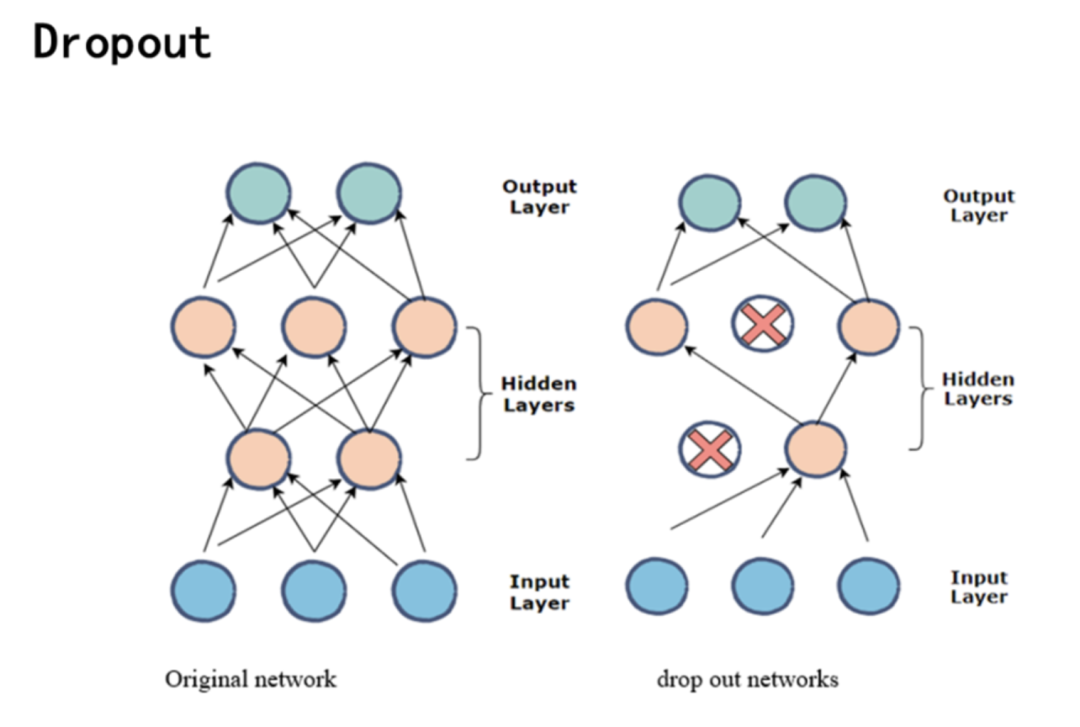 Dropout
Output
Layer
Hidden
Layers
Input
Layer
Original network
Output
Layer
Hidden
Layers
Input
Layer
drop out networks